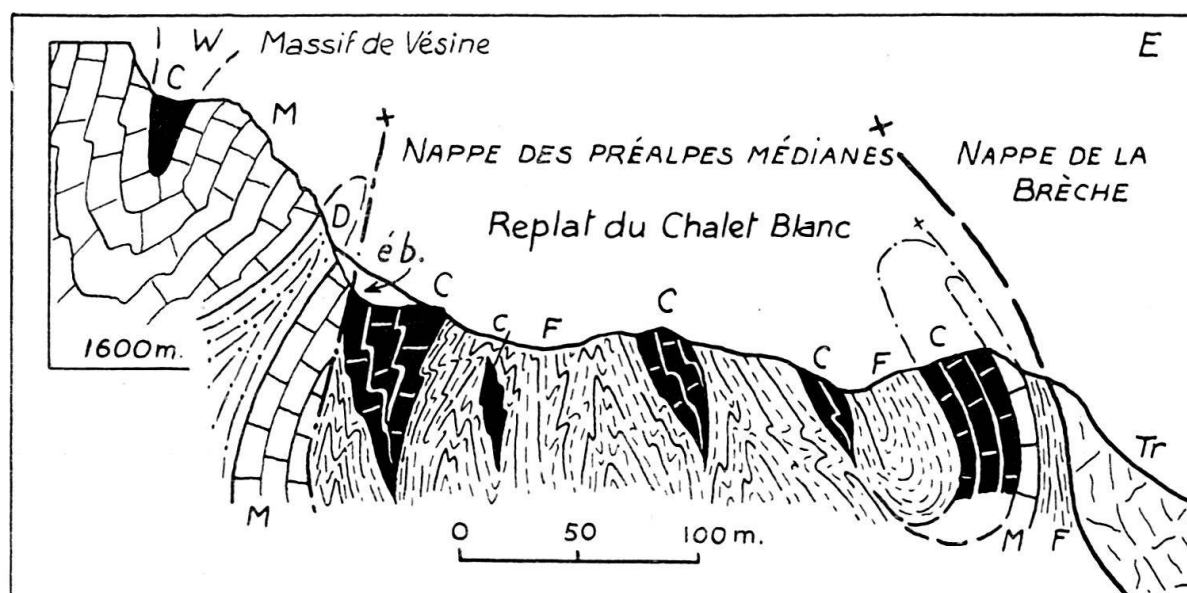 W Massif de Vésine
E
C
M
NAPPE DES PRÉALPES MÉDIANES
NAPPE DE LA
BRÈCHE
D
Replat du Chalet Blanc
éb.
C
C
C
F
1600m.
C
F
C
Tr
M
0 50 100 m.
M
F